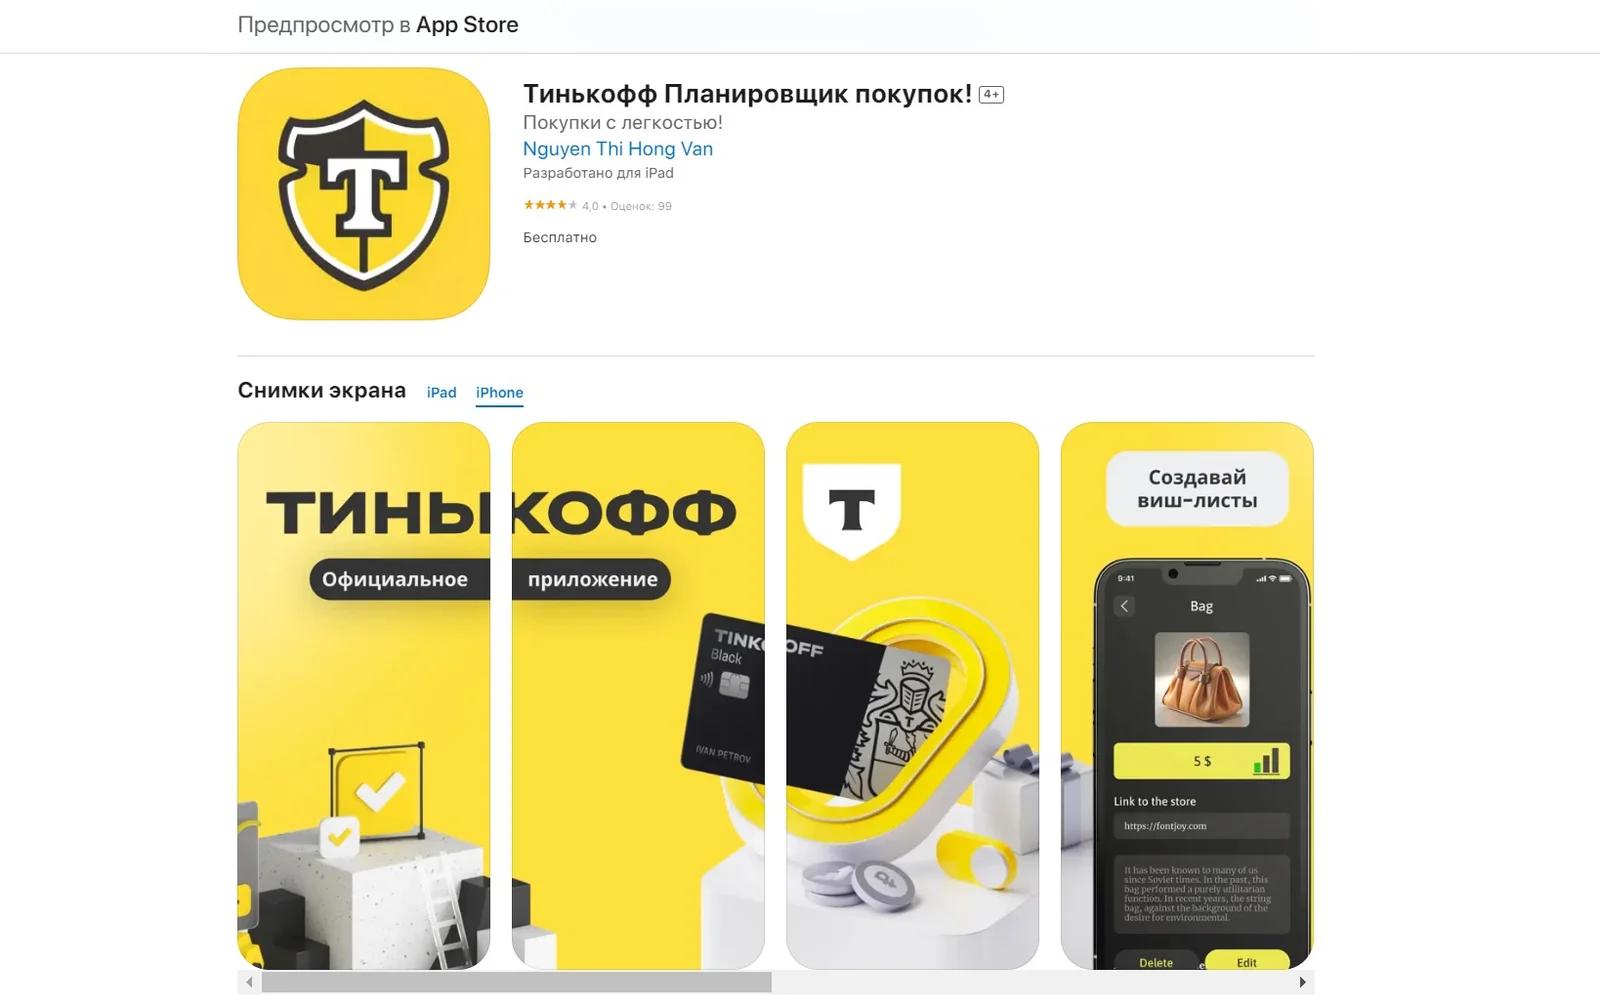 Предпросмотр в App Store
Тинькофф Планировщик покупок! 4+
Покупки с легкостью!
Nguyen Thi Hong Van
Разработано для iPad
4,0 • Оценок: 99
Бесплатно
Снимки экрана iPad iPhone
ТИНЬКОФФ
Официальное приложение
TINKOFF
Black
IVAN PETROV
T
T
T
Создавай
виш-листы
9:41
Bag
5 $
Link to the store
https://fontjoy.com
It has been known to many of us
since Soviet times. In the past, this
bag performed a purely utilitarian
function. In recent years, the string
bag, against the background of the
desire for environmental.
Delete Edit